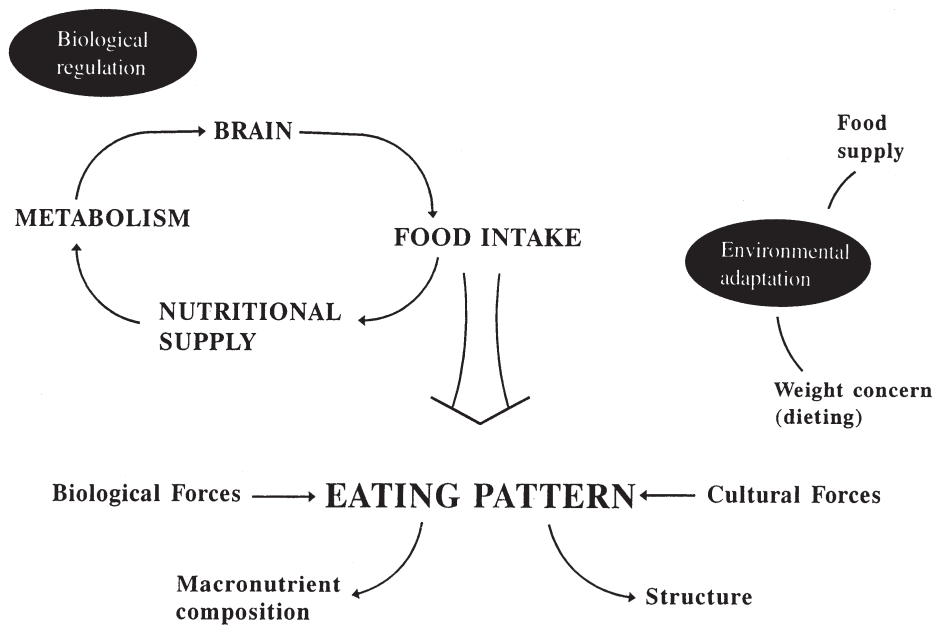 Biological
regulation
BRAIN
Food
supply
METABOLISM
FOOD INTAKE
Environmental
adaptation
NUTRITIONAL
SUPPLY
Weight concern
(dieting)
Biological Forces
EATING PATTERN
Cultural Forces
Macronutrient
composition
Structure